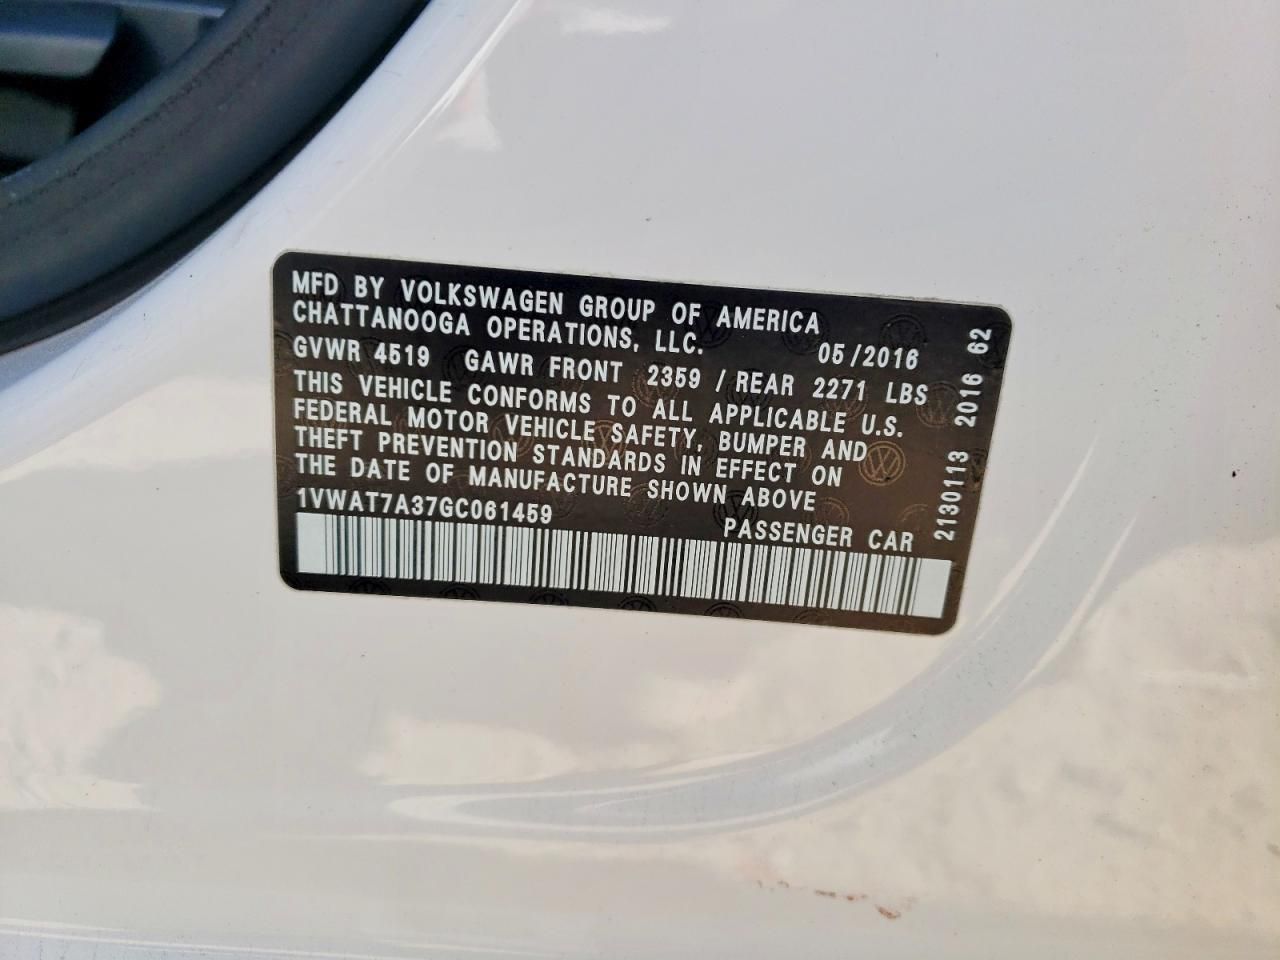 MFD BY VOLKSWAGEN GROUP OF AMERICA
CHATTANOOGA OPERATIONS, LLC. 05/2016
GVWR 4519 GAWR FRONT 2359 / REAR 2271 LBS
THIS VEHICLE CONFORMS TO ALL APPLICABLE U.S.
FEDERAL MOTOR VEHICLE SAFETY, BUMPER AND
THEFT PREVENTION STANDARDS IN EFFECT ON
THE DATE OF MANUFACTURE SHOWN ABOVE
1VWAT7A37GC061459 PASSENGER CAR
2130113 2016 62